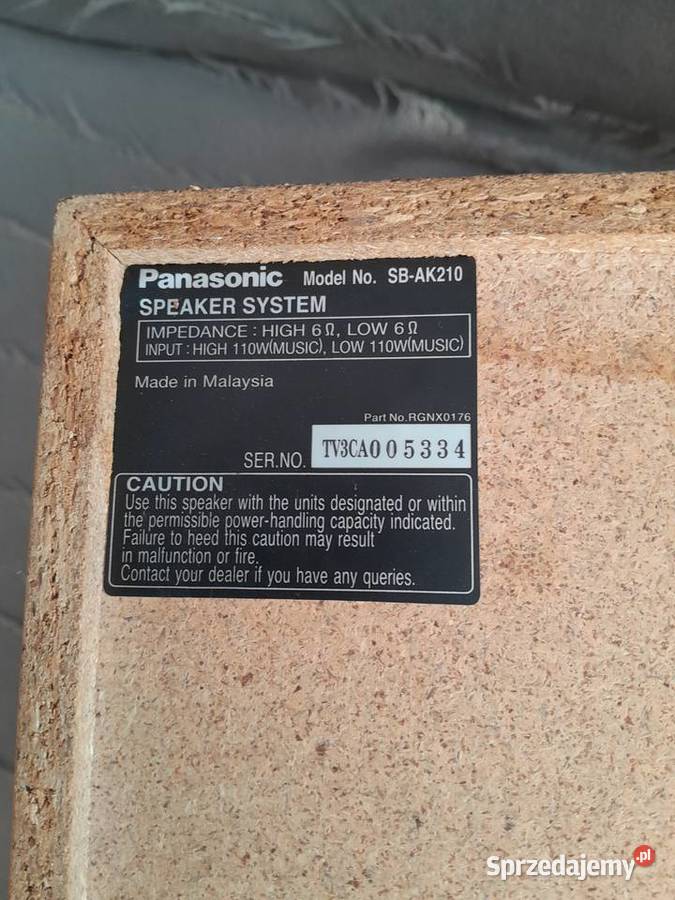 Panasonic Model No. SB-AK210
SPEAKER SYSTEM
IMPEDANCE : HIGH 6Ω, LOW 6Ω
INPUT : HIGH 110W(MUSIC), LOW 110W(MUSIC)
Made in Malaysia
Part No.RGNX0176
SER.NO. TV3CA005334
CAUTION
Use this speaker with the units designated or within
the permissible power-handling capacity indicated.
Failure to heed this caution may result
in malfunction or fire.
Contact your dealer if you have any queries.
Sprzedajemy.pl